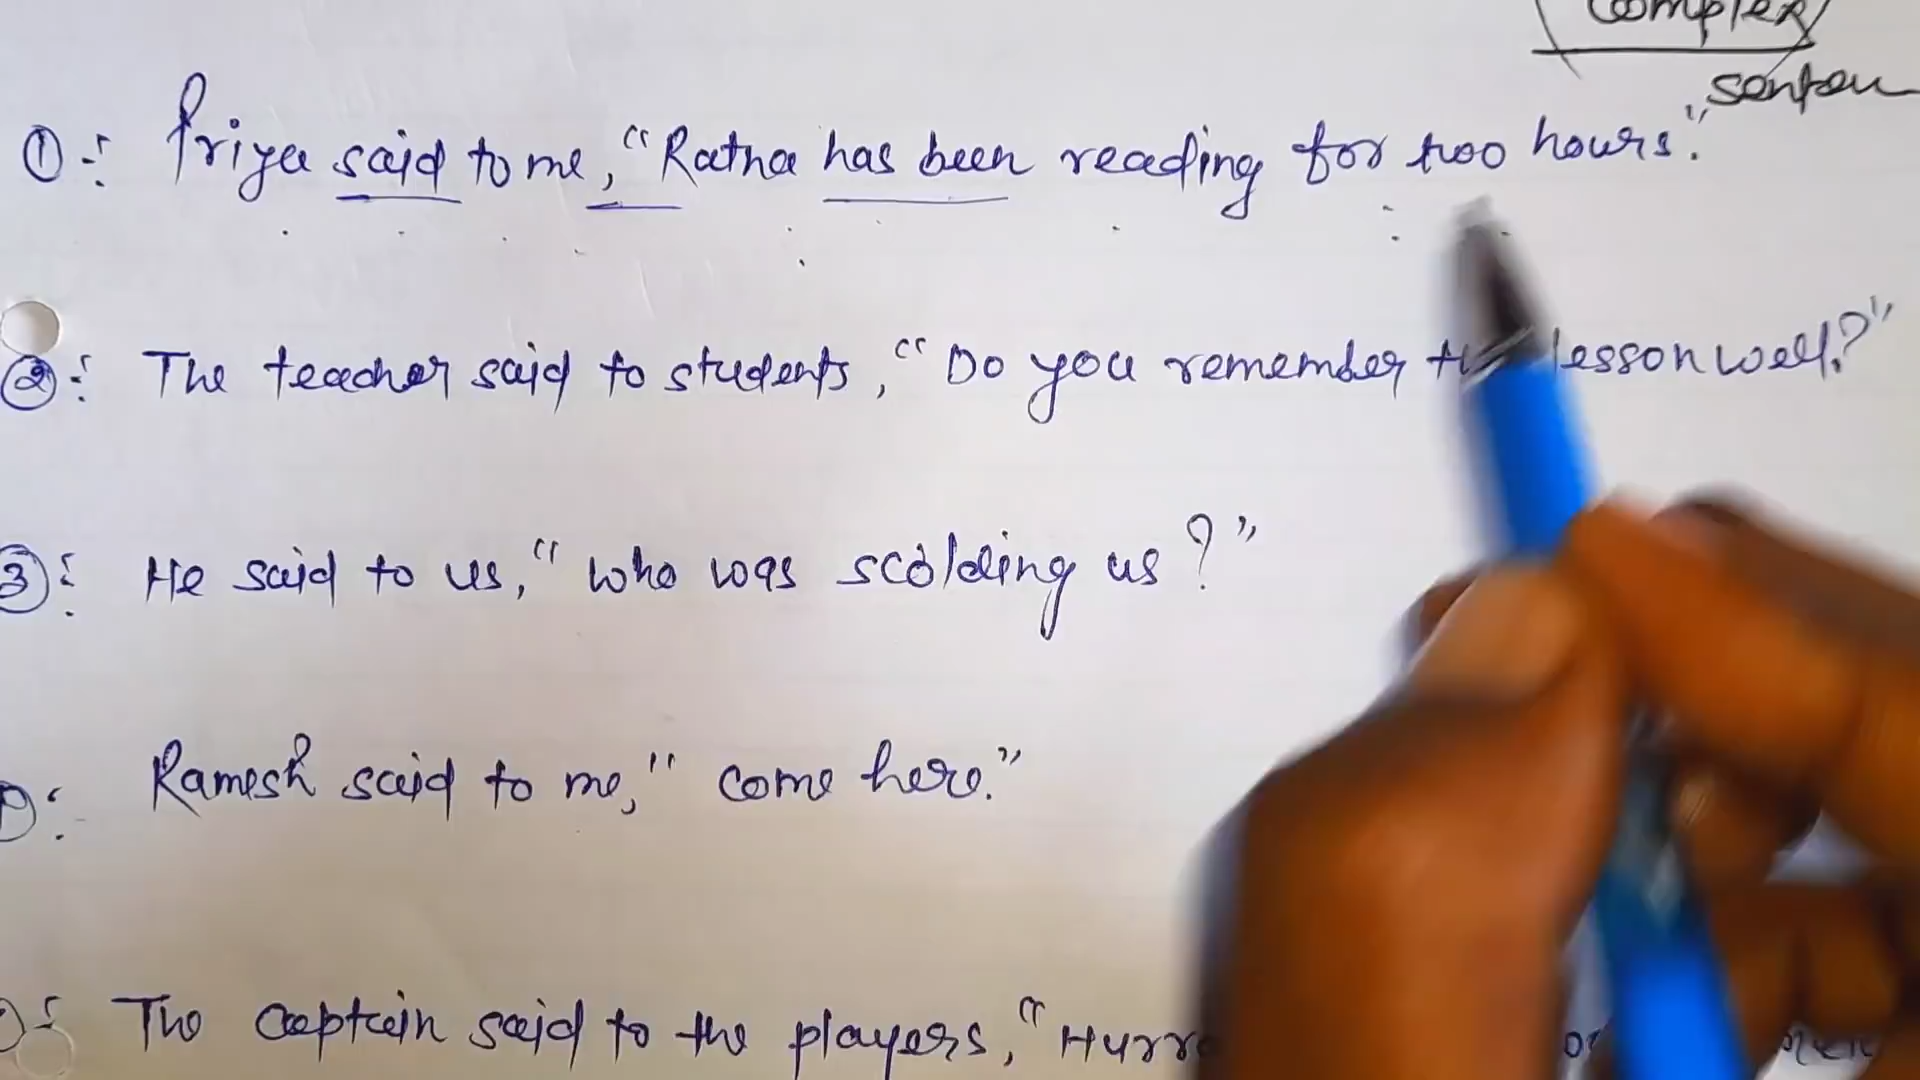 complex
sentou
① :- Priya said to me, "Ratna has been reading for two hours."
② :- The teacher said to students, "Do you remember lesson well?"
3 :- He said to us, "who was scolding us?"
Ramesh said to me, "come here."
The captain said to the players, "Hurra